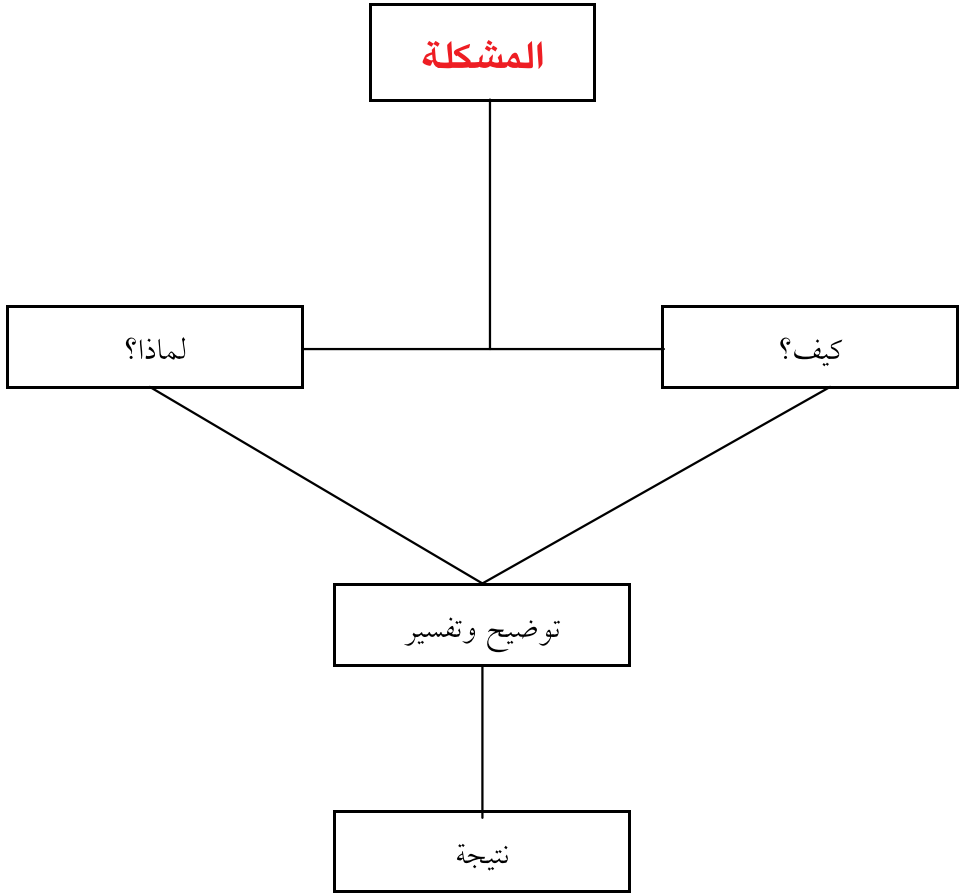 المشكلة
كيف؟
لماذا؟
توضيح وتفسير
نتيجة